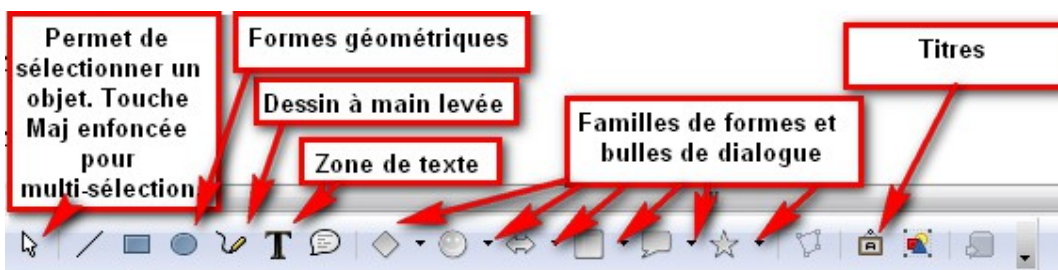 Permet de
sélectionner un
objet. Touche
Maj enfoncée
pour
multi-sélection
Formes géométriques
Dessin à main levée
Zone de texte
Familles de formes et
bulles de dialogue
Titres
T
A